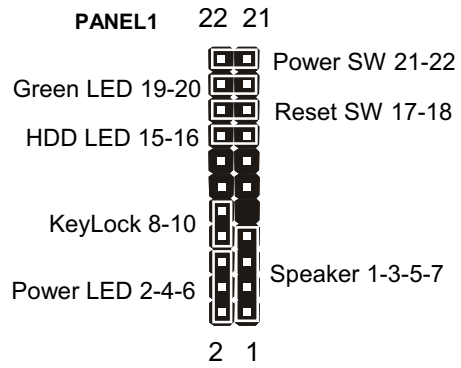 PANEL1 22 21
Power SW 21-22
Green LED 19-20
Reset SW 17-18
HDD LED 15-16
KeyLock 8-10
Speaker 1-3-5-7
Power LED 2-4-6
2 1